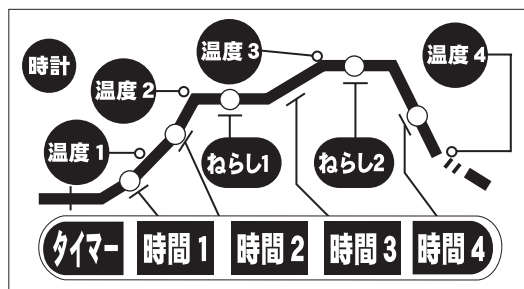 時計
温度1
温度2
温度3
温度4
ねらし1
ねらし2
タイマー
時間1
時間2
時間3
時間4